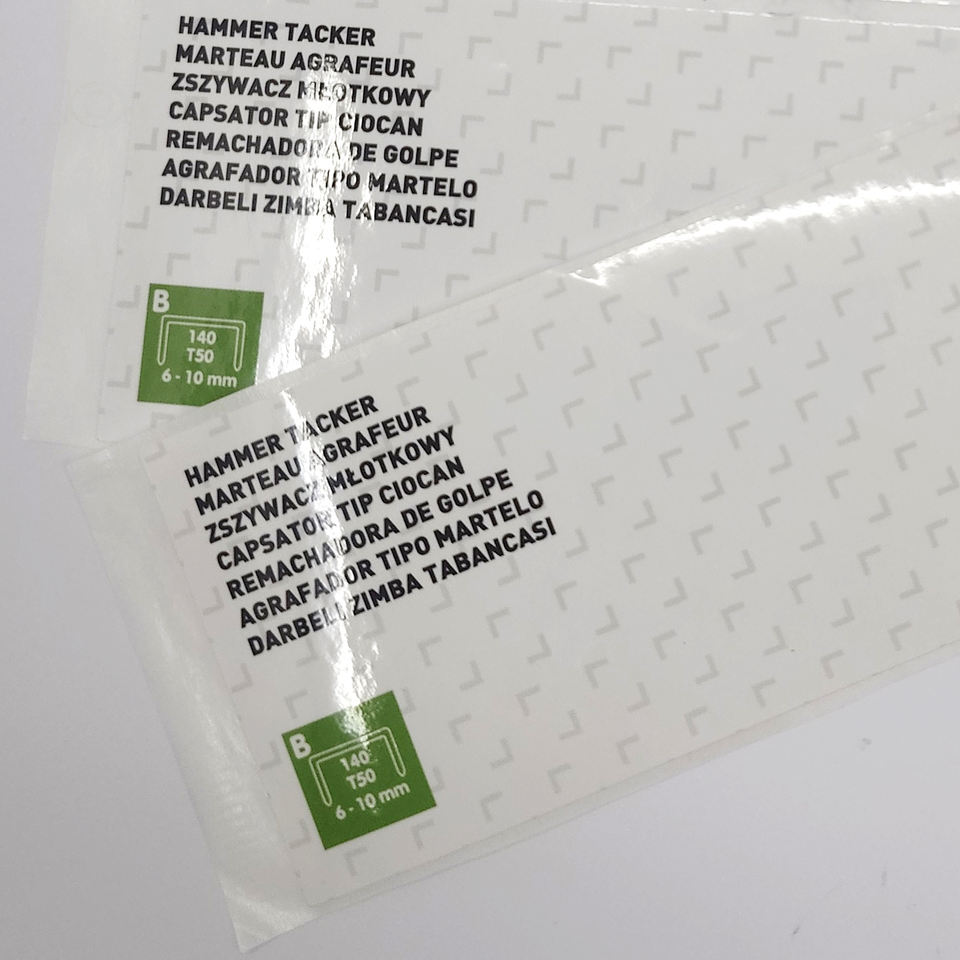 HAMMER TACKER
MARTEAU AGRAFEUR
ZSZYWACZ MŁOTKOWY
CAPSATOR TIP CIOCAN
REMACHADORA DE GOLPE
AGRAFADOR TIPO MARTELO
DARBELI ZIMBA TABANCASI
B
140
T50
6 - 10 mm
HAMMER TACKER
MARTEAU AGRAFEUR
ZSZYWACZ MŁOTKOWY
CAPSATOR TIP CIOCAN
REMACHADORA DE GOLPE
AGRAFADOR TIPO MARTELO
DARBELI ZIMBA TABANCASI
B
140
T50
6 - 10 mm